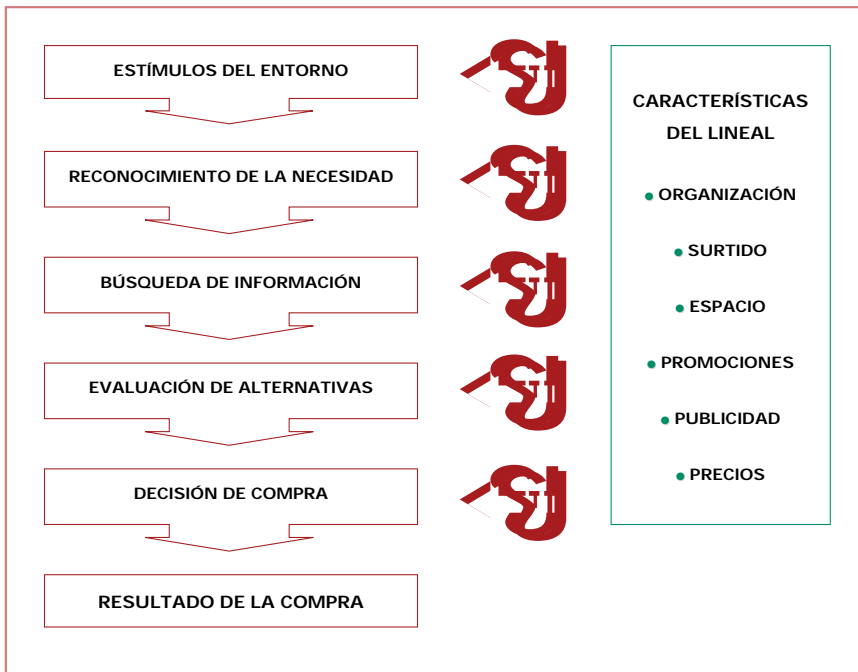 ESTÍMULOS DEL ENTORNO
RECONOCIMIENTO DE LA NECESIDAD
BÚSQUEDA DE INFORMACIÓN
EVALUACIÓN DE ALTERNATIVAS
DECISIÓN DE COMPRA
RESULTADO DE LA COMPRA
CARACTERÍSTÍCAS
DEL LINEAL
• ORGANIZACIÓN
• SURTIDO
• ESPACIO
• PROMOCIONES
• PUBLICIDAD
• PRECIOS